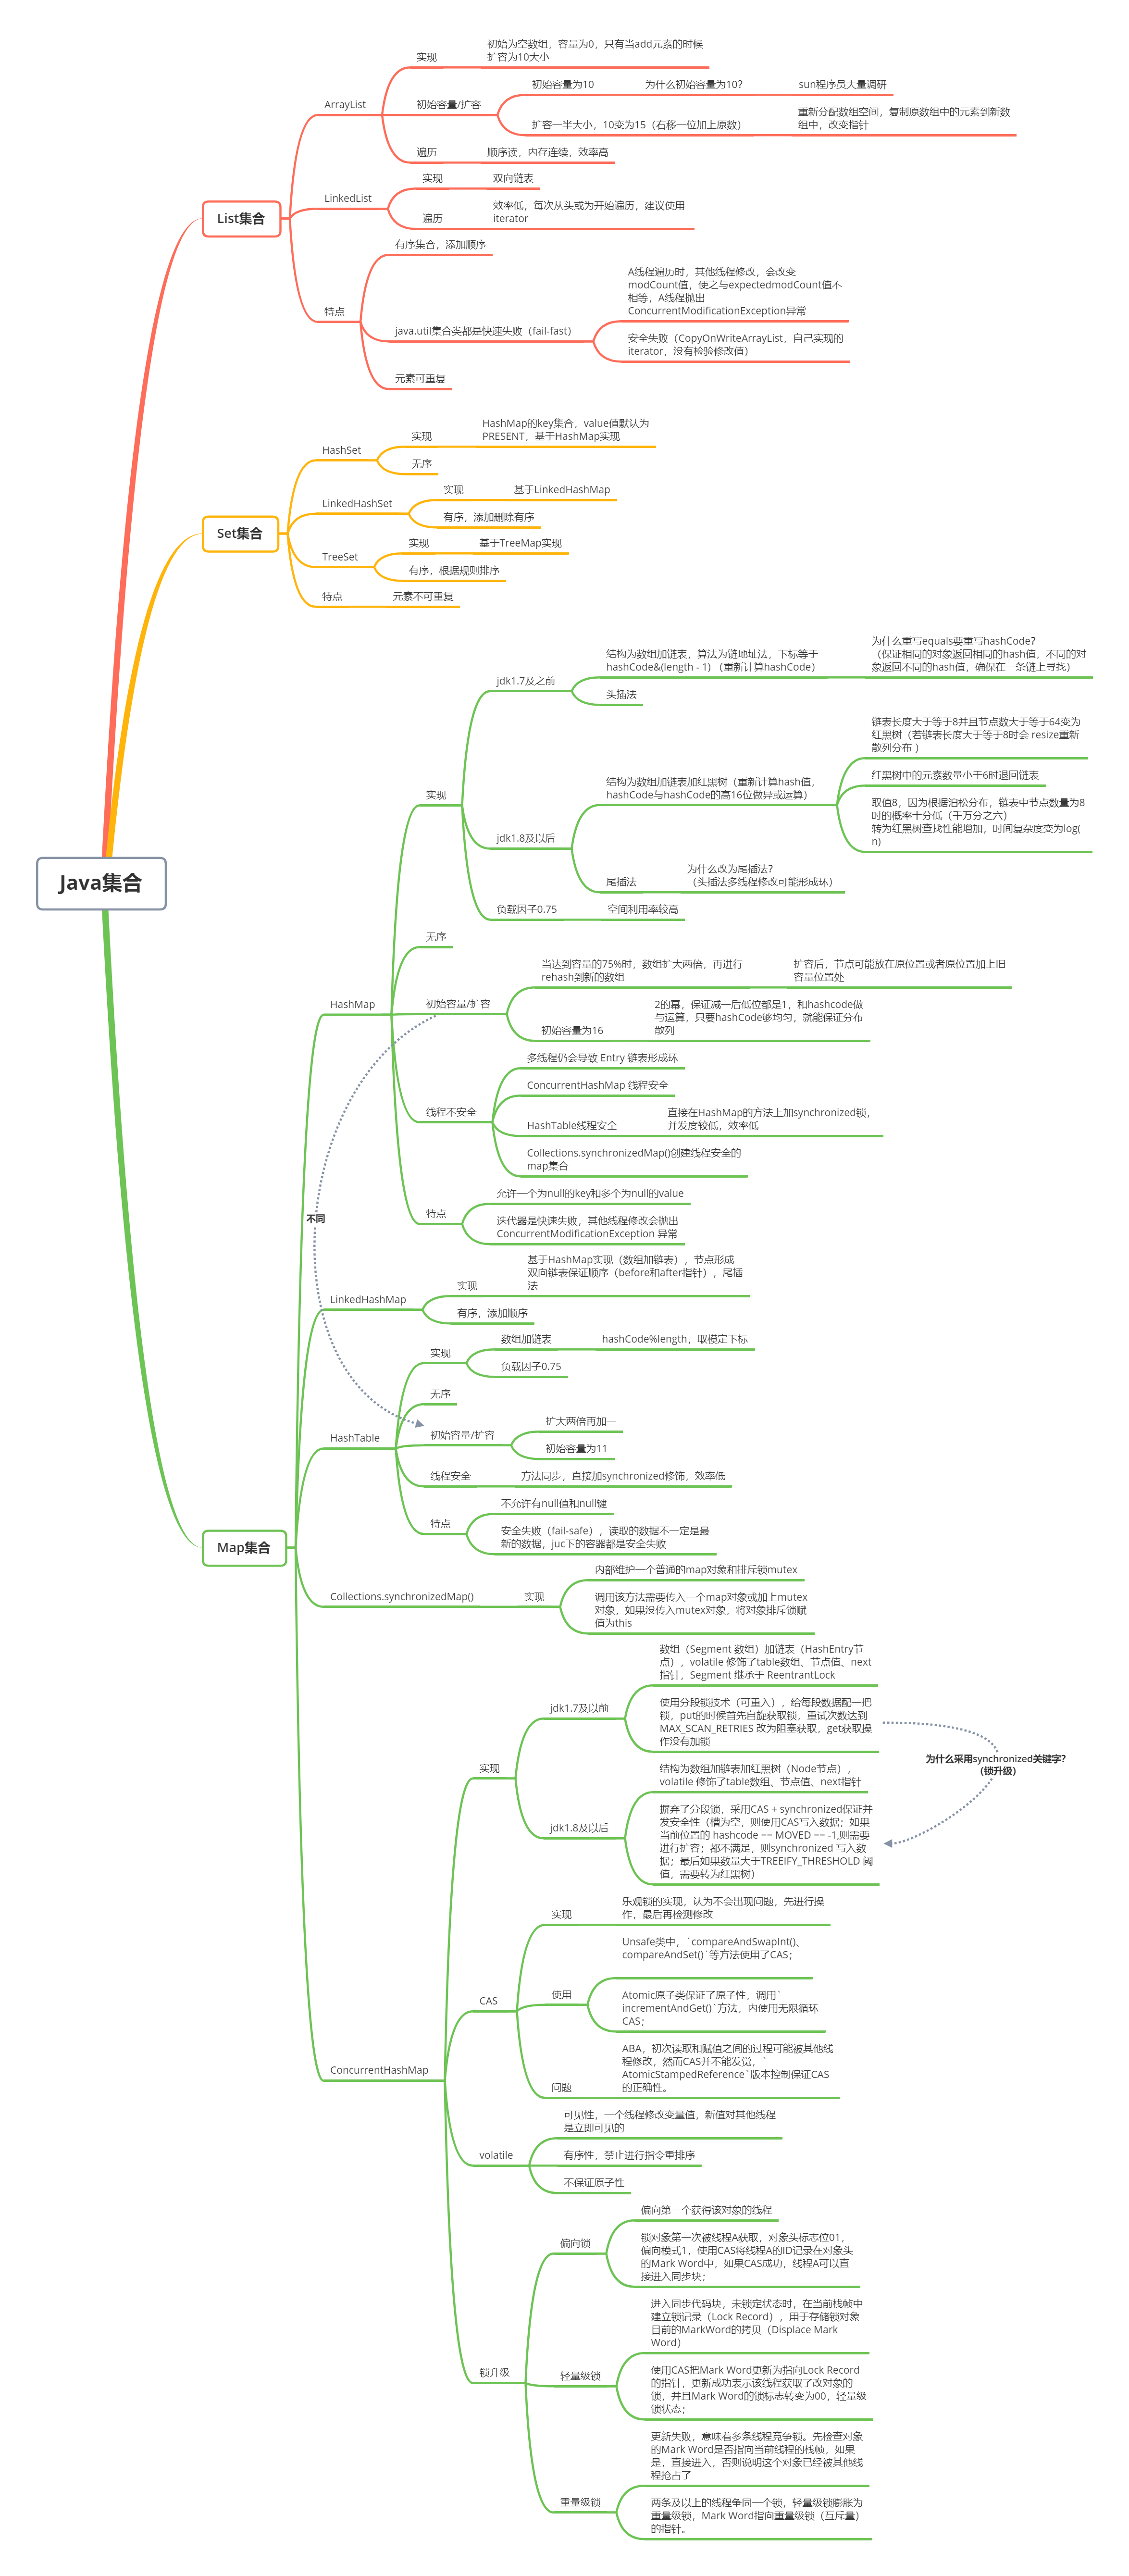 Java集合
List集合
ArrayList
实现
初始为空数组，容量为0，只有当add元素的时候
扩容为10大小
初始容量/扩容
初始容量为10
为什么初始容量为10？
sun程序员大量调研
扩容一半大小，10变为15（右移一位加上原数）
重新分配数组空间，复制原数组中的元素到新数
组中，改变指针
遍历
顺序读，内存连续，效率高
LinkedList
实现
双向链表
遍历
效率低，每次从头或为开始遍历，建议使用
iterator
特点
有序集合，添加顺序
java.util集合类都是快速失败（fail-fast）
A线程遍历时，其他线程修改，会改变
modCount值，使之与expectedmodCount值不
相等，A线程抛出
ConcurrentModificationException异常
安全失败（CopyOnWriteArrayList，自己实现的
iterator，没有检验修改值）
元素可重复
Set集合
HashSet
实现
HashMap的key集合，value值默认为
PRESENT，基于HashMap实现
无序
LinkedHashSet
实现
基于LinkedHashMap
有序，添加删除有序
TreeSet
实现
基于TreeMap实现
有序，根据规则排序
特点
元素不可重复
Map集合
HashMap
实现
jdk1.7及之前
结构为数组加链表，算法为链地址法，下标等于
hashCode&(length - 1) （重新计算hashCode）
为什么重写equals要重写hashCode？
（保证相同的对象返回相同的hash值，不同的对
象返回不同的hash值，确保在一条链上寻找）
头插法
jdk1.8及以后
结构为数组加链表加红黑树（重新计算hash值，
hashCode与hashCode的高16位做异或运算）
链表长度大于等于8并且节点数大于等于64变为
红黑树（若链表长度大于等于8时会 resize重新
散列分布 ）
红黑树中的元素数量小于6时退回链表
取值8，因为根据泊松分布，链表中节点数量为8
时的概率十分低（千万分之六）
转为红黑树查找性能增加，时间复杂度变为log(
n)
尾插法
为什么改为尾插法？
（头插法多线程修改可能形成环）
负载因子0.75
空间利用率较高
无序
初始容量/扩容
当达到容量的75%时，数组扩大两倍，再进行
rehash到新的数组
扩容后，节点可能放在原位置或者原位置加上旧
容量位置处
初始容量为16
2的幂，保证减一后低位都是1，和hashcode做
与运算，只要hashCode够均匀，就能保证分布
散列
线程不安全
多线程仍会导致 Entry 链表形成环
ConcurrentHashMap 线程安全
HashTable线程安全
直接在HashMap的方法上加synchronized锁，
并发度较低，效率低
Collections.synchronizedMap()创建线程安全的
map集合
特点
允许一个为null的key和多个为null的value
迭代器是快速失败，其他线程修改会抛出
ConcurrentModificationException 异常
不同
LinkedHashMap
实现
基于HashMap实现（数组加链表），节点形成
双向链表保证顺序（before和after指针），尾插
法
有序，添加顺序
HashTable
实现
数组加链表
hashCode%length，取模定下标
负载因子0.75
无序
初始容量/扩容
扩大两倍再加一
初始容量为11
线程安全
方法同步，直接加synchronized修饰，效率低
特点
不允许有null值和null键
安全失败（fail-safe），读取的数据不一定是最
新的数据，juc下的容器都是安全失败
Collections.synchronizedMap()
实现
内部维护一个普通的map对象和排斥锁mutex
调用该方法需要传入一个map对象或加上mutex
对象，如果没传入mutex对象，将对象排斥锁赋
值为this
ConcurrentHashMap
实现
jdk1.7及以前
数组（Segment 数组）加链表（HashEntry节
点），volatile 修饰了table数组、节点值、next
指针，Segment 继承于 ReentrantLock
使用分段锁技术（可重入），给每段数据配一把
锁，put的时候首先自旋获取锁，重试次数达到
MAX_SCAN_RETRIES 改为阻塞获取，get获取操
作没有加锁
jdk1.8及以后
结构为数组加链表加红黑树（Node节点），
volatile 修饰了table数组、节点值、next指针
摒弃了分段锁，采用CAS + synchronized保证并
发安全性（槽为空，则使用CAS写入数据；如果
当前位置的 hashcode == MOVED == -1,则需要
进行扩容；都不满足，则synchronized 写入数
据；最后如果数量大于TREEIFY_THRESHOLD 阈
值，需要转为红黑树）
为什么采用synchronized关键字？
（锁升级）
CAS
实现
乐观锁的实现，认为不会出现问题，先进行操
作，最后再检测修改
使用
Unsafe类中，`compareAndSwapInt()、
compareAndSet()`等方法使用了CAS；
Atomic原子类保证了原子性，调用`
incrementAndGet()`方法，内使用无限循环
CAS；
问题
ABA，初次读取和赋值之间的过程可能被其他线
程修改，然而CAS并不能发觉，`
AtomicStampedReference`版本控制保证CAS
的正确性。
volatile
可见性，一个线程修改变量值，新值对其他线程
是立即可见的
有序性，禁止进行指令重排序
不保证原子性
锁升级
偏向锁
偏向第一个获得该对象的线程
锁对象第一次被线程A获取，对象头标志位01，
偏向模式1，使用CAS将线程A的ID记录在对象头
的Mark Word中，如果CAS成功，线程A可以直
接进入同步块；
轻量级锁
进入同步代码块，未锁定状态时，在当前栈帧中
建立锁记录（Lock Record），用于存储锁对象
目前的MarkWord的拷贝（Displace Mark
Word）
使用CAS把Mark Word更新为指向Lock Record
的指针，更新成功表示该线程获取了改对象的
锁，并且Mark Word的锁标志转变为00，轻量级
锁状态；
重量级锁
更新失败，意味着多条线程竞争锁。先检查对象
的Mark Word是否指向当前线程的栈帧，如果
是，直接进入，否则说明这个对象已经被其他线
程抢占了
两条及以上的线程争同一个锁，轻量级锁膨胀为
重量级锁，Mark Word指向重量级锁（互斥量）
的指针。